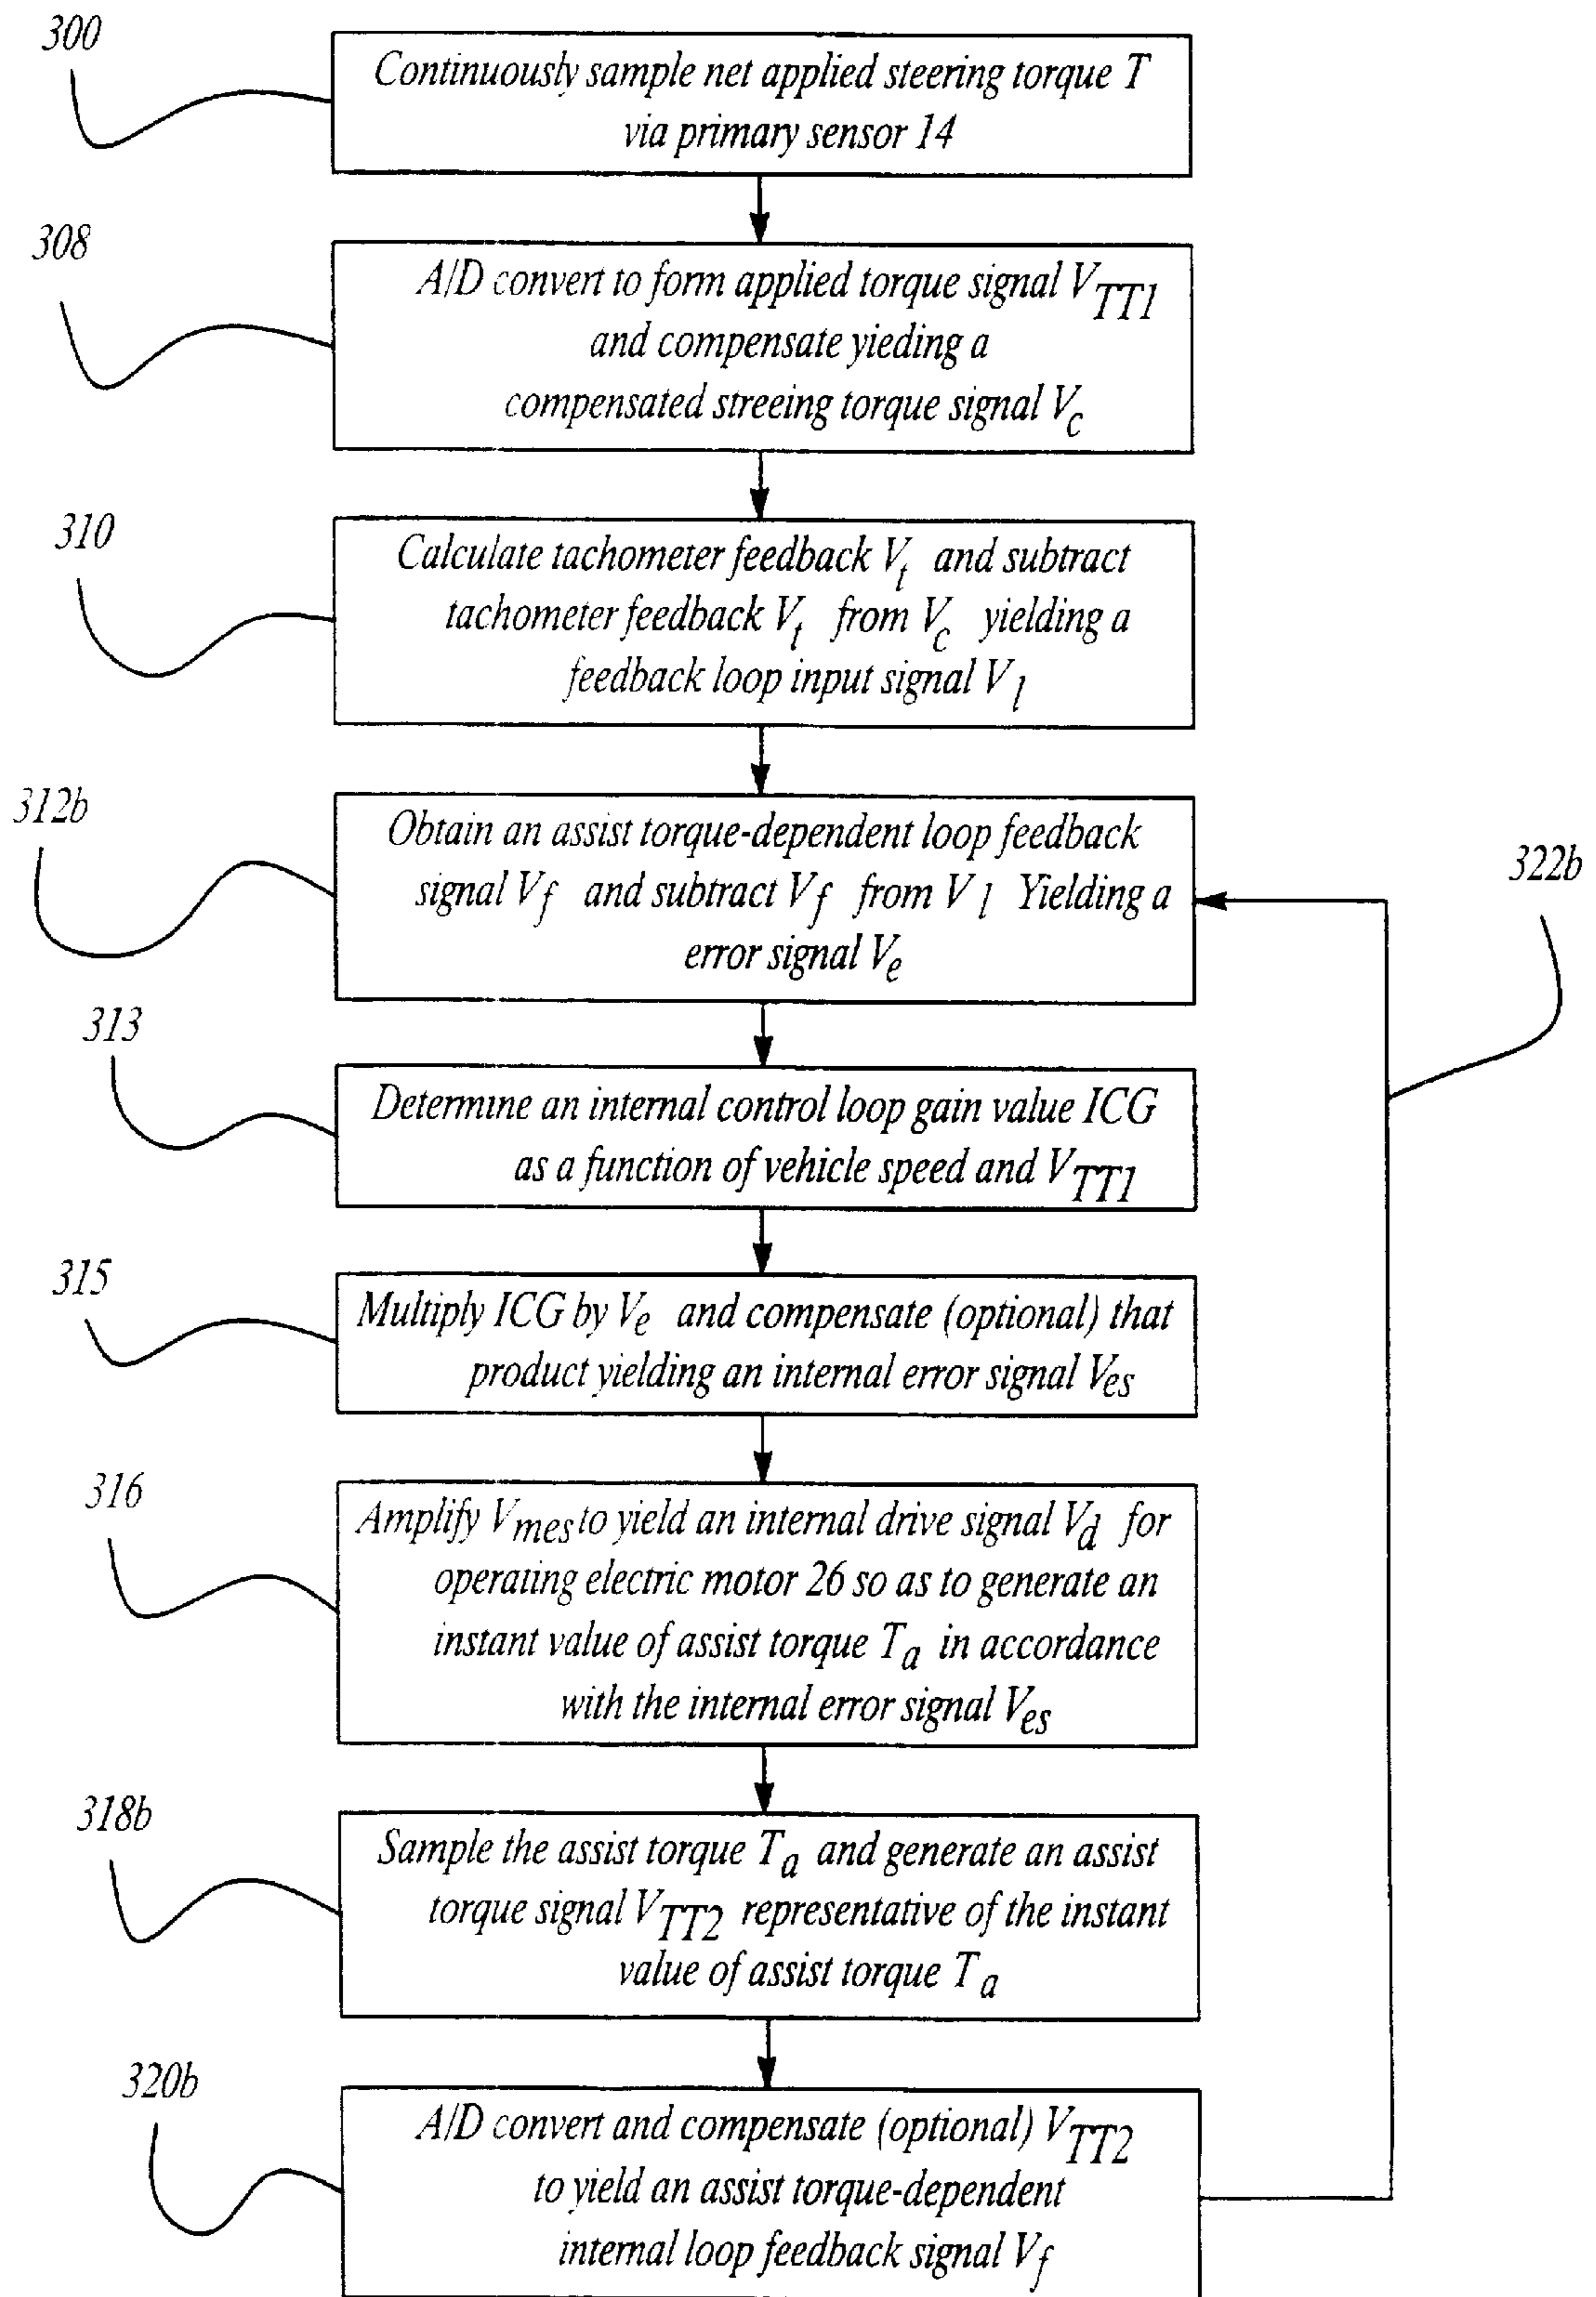 300
Continuously sample net applied steering torque T
via primary sensor 14
308
A/D convert to form applied torque signal V_TT1
and compensate yieding a
compensated streeing torque signal V_c
310
Calculate tachometer feedback V_t and subtract
tachometer feedback V_t from V_c yielding a
feedback loop input signal V_l
312b
Obtain an assist torque-dependent loop feedback
signal V_f and subtract V_f from V_l Yielding a
error signal V_e
322b
313
Determine an internal control loop gain value ICG
as a function of vehicle speed and V_TT1
315
Multiply ICG by V_e and compensate (optional) that
product yielding an internal error signal V_es
316
Amplify V_mes to yield an internal drive signal V_d for
operating electric motor 26 so as to generate an
instant value of assist torque T_a in accordance
with the internal error signal V_es
318b
Sample the assist torque T_a and generate an assist
torque signal V_TT2 representative of the instant
value of assist torque T_a
320b
A/D convert and compensate (optional) V_TT2
to yield an assist torque-dependent
internal loop feedback signal V_f